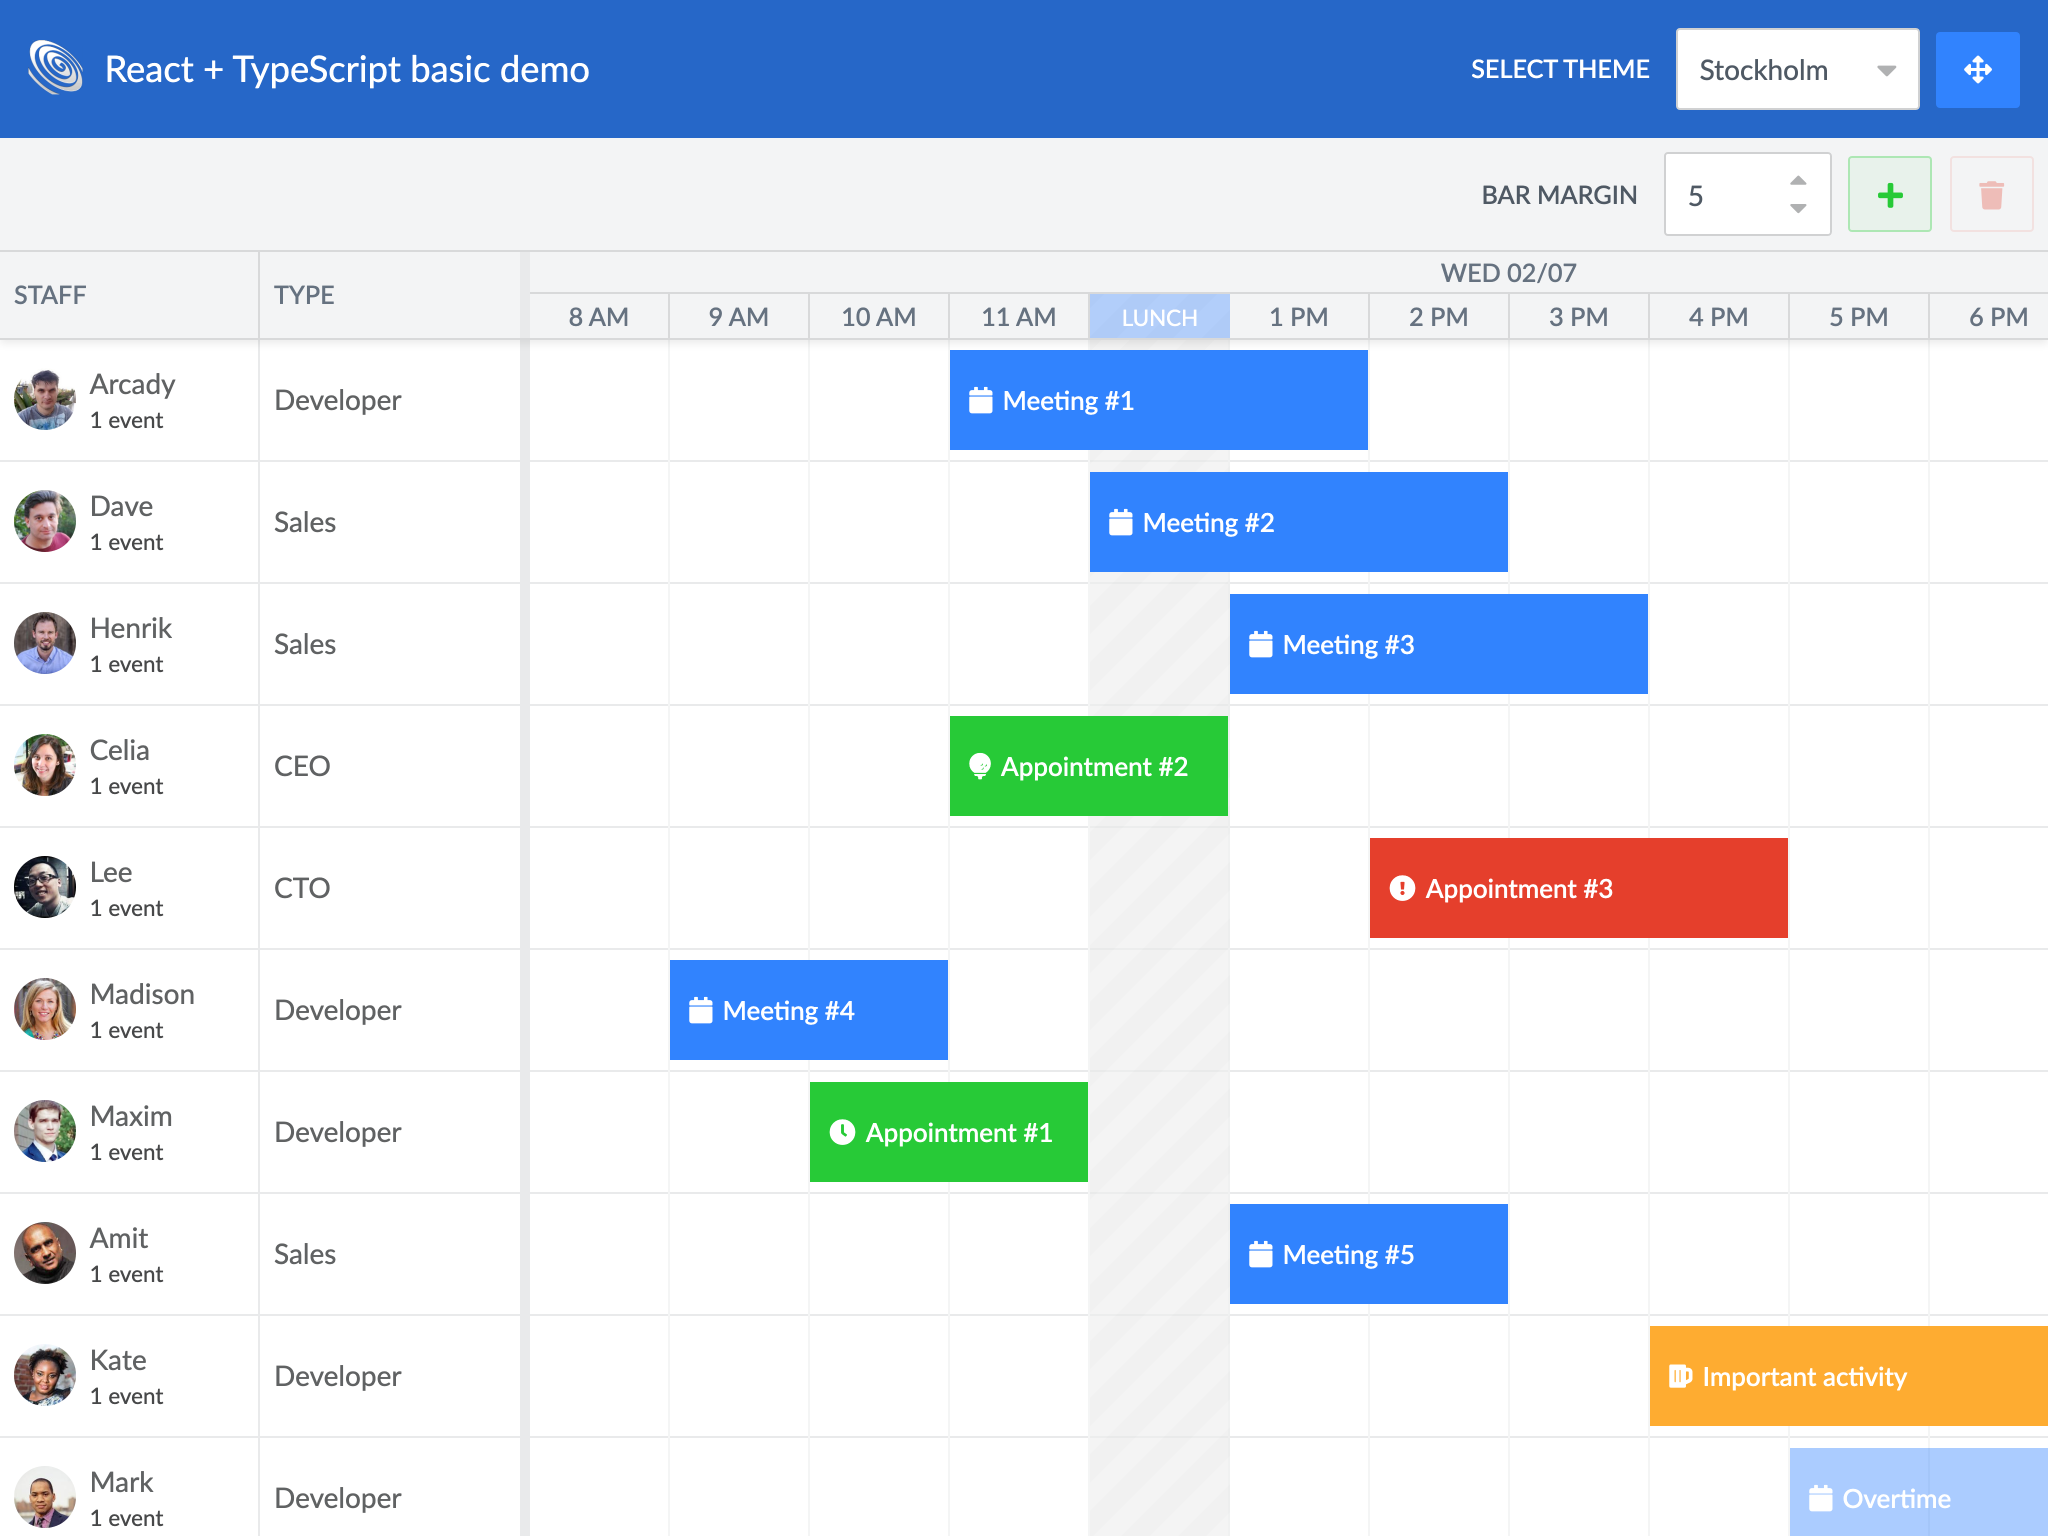 React + TypeScript basic demo
SELECT THEME
Stockholm
BAR MARGIN
5
STAFF
TYPE
WED 02/07
8 AM
9 AM
10 AM
11 AM
LUNCH
1 PM
2 PM
3 PM
4 PM
5 PM
6 PM
Arcady
1 event
Developer
Meeting #1
Dave
1 event
Sales
Meeting #2
Henrik
1 event
Sales
Meeting #3
Celia
1 event
CEO
Appointment #2
Lee
1 event
CTO
Appointment #3
Madison
1 event
Developer
Meeting #4
Maxim
1 event
Developer
Appointment #1
Amit
1 event
Sales
Meeting #5
Kate
1 event
Developer
Important activity
Mark
1 event
Developer
Overtime